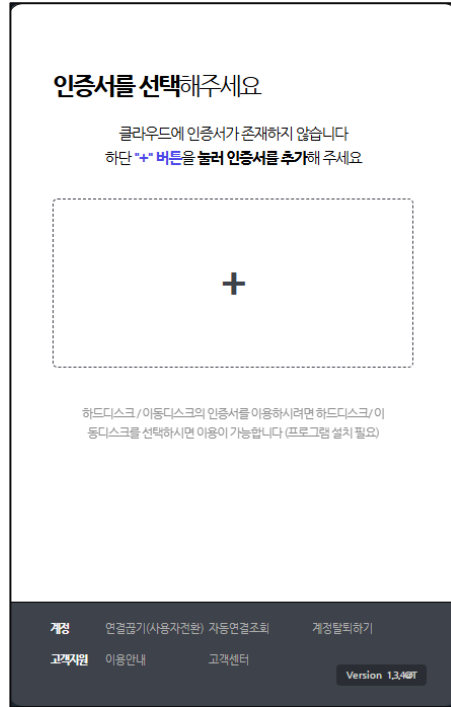 인증서를 선택해주세요
클라우드에 인증서가 존재하지 않습니다
하단 "+" 버튼을 눌러 인증서를 추가해 주세요
+
하드디스크 / 이동디스크의 인증서를 이용하시려면 하드디스크/ 이
동디스크를 선택하시면 이용이 가능합니다 (프로그램 설치 필요)
계정 연결끊기(사용자전환) 자동연결조회 계정탈퇴하기
고객지원 이용안내 고객센터
Version